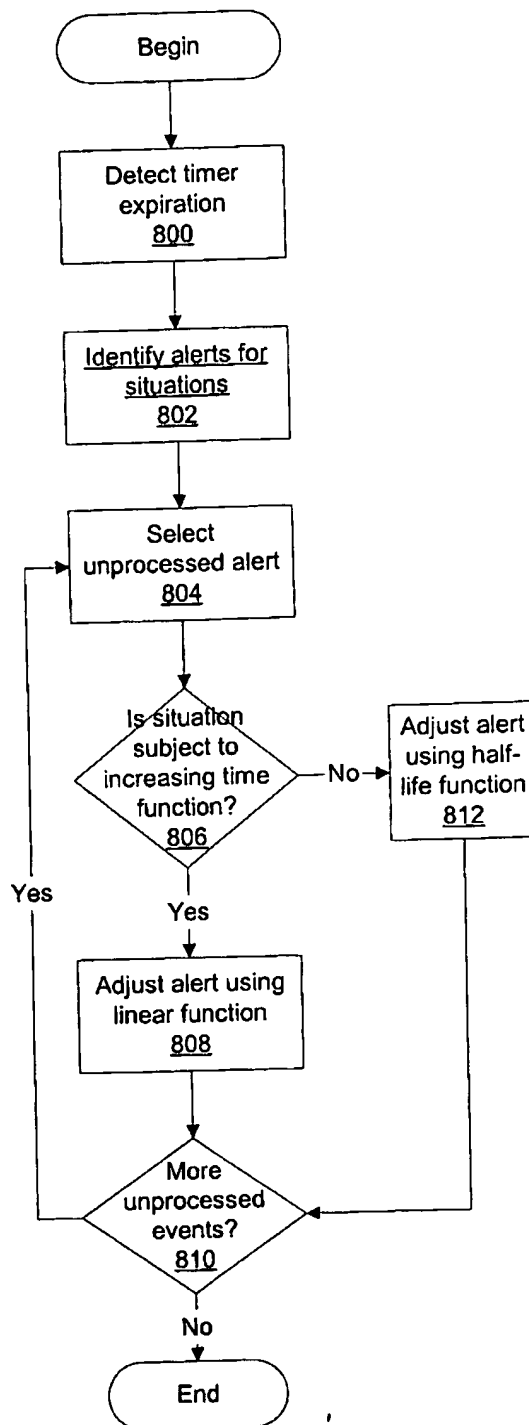 Begin
Detect timer
expiration
800
Identify alerts for
situations
802
Select
unprocessed alert
804
Is situation
subject to
increasing time
function?
806
No
Adjust alert
using half-
life function
812
Yes
Yes
Adjust alert using
linear function
808
More
unprocessed
events?
810
No
End